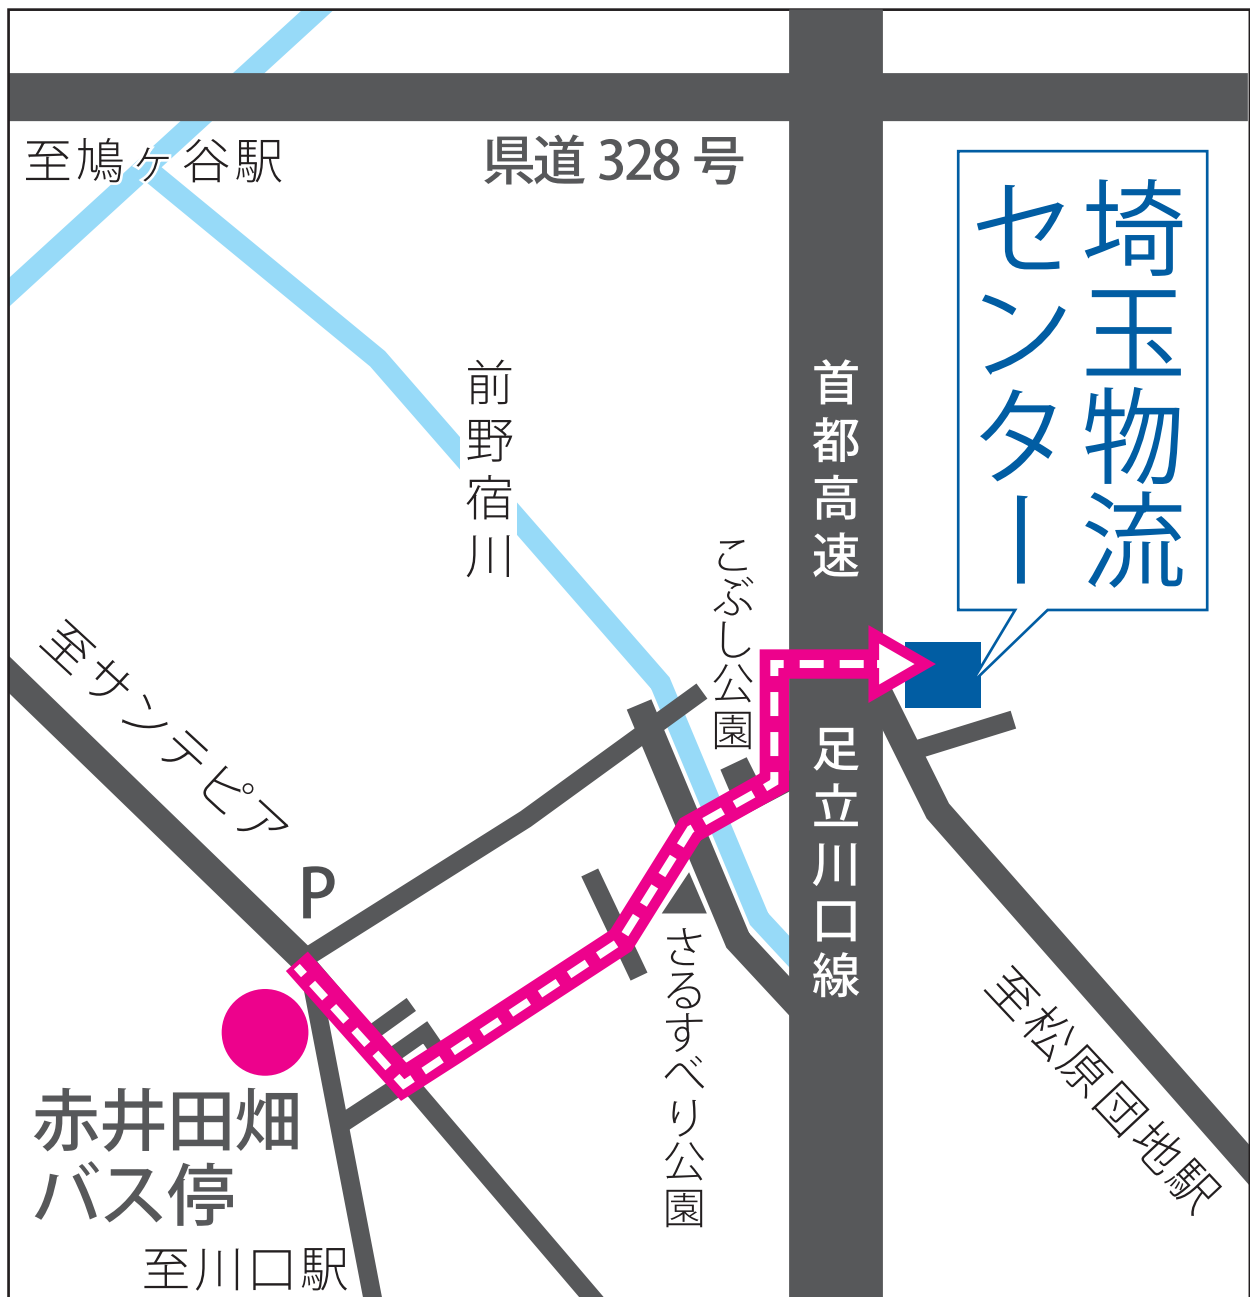 至鳩ヶ谷駅
県道 328 号
埼玉物流
センター
前野宿川
首都高速
足立川口線
こぶし公園
至サンテピア
P
さるすべり公園
至松原団地駅
赤井田畑
バス停
至川口駅